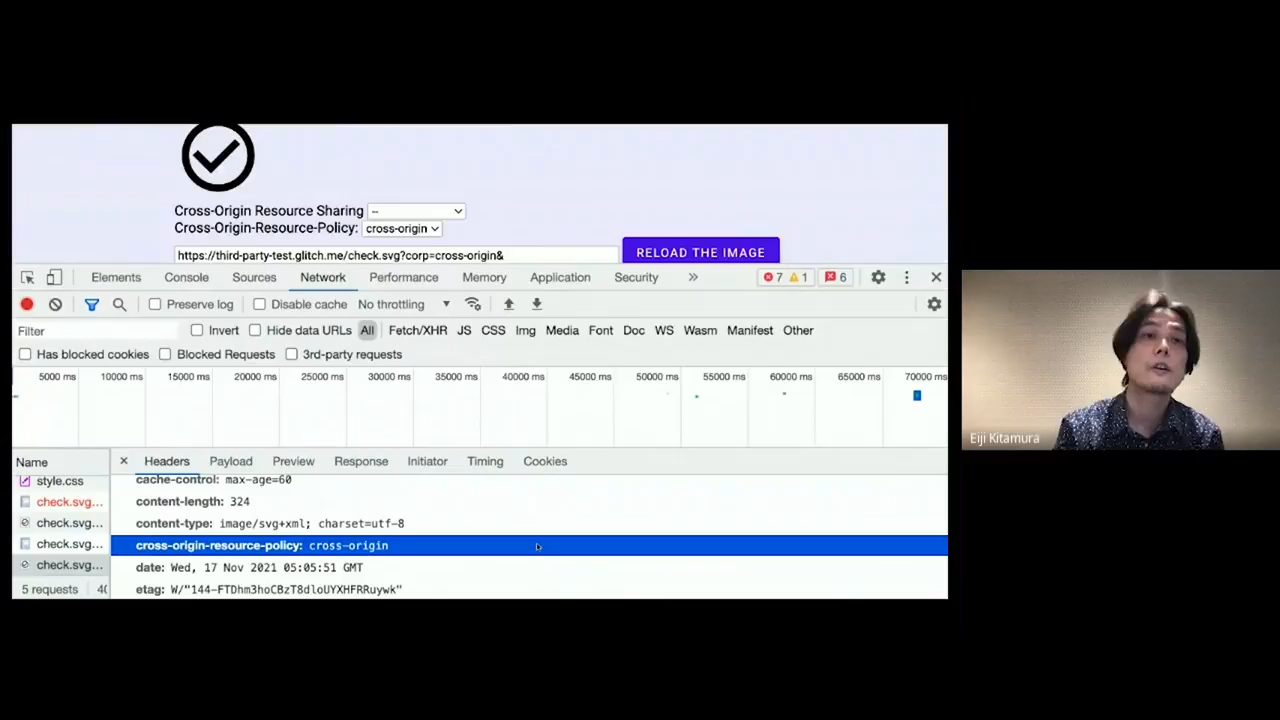 Cross-Origin Resource Sharing --
Cross-Origin-Resource-Policy: cross-origin
https://third-party-test.glitch.me/check.svg?corp=cross-origin& RELOAD THE IMAGE
Elements Console Sources Network Performance Memory Application Security » 7 1 6
Preserve log Disable cache No throttling
Filter Invert Hide data URLs All Fetch/XHR JS CSS Img Media Font Doc WS Wasm Manifest Other
Has blocked cookies Blocked Requests 3rd-party requests
5000 ms 10000 ms 15000 ms 20000 ms 25000 ms 30000 ms 35000 ms 40000 ms 45000 ms 50000 ms 55000 ms 60000 ms 65000 ms 70000 ms
Name Headers Payload Preview Response Initiator Timing Cookies
style.css cache-control: max-age=60
check.svg... content-length: 324
check.svg... content-type: image/svg+xml; charset=utf-8
check.svg... cross-origin-resource-policy: cross-origin
check.svg... date: Wed, 17 Nov 2021 05:05:51 GMT
5 requests etag: W/"144-FTDhm3hoCBzT8dloUYXHFRRuywk"
Eiji Kitamura